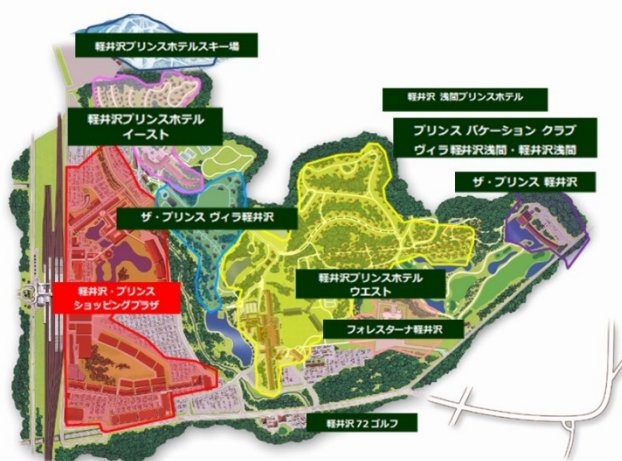 軽井沢プリンスホテルスキー場
軽井沢プリンスホテル
イースト
軽井沢 浅間プリンスホテル
プリンス バケーション クラブ
ヴィラ軽井沢浅間・軽井沢浅間
ザ・プリンス 軽井沢
ザ・プリンス ヴィラ軽井沢
軽井沢・プリンス
ショッピングプラザ
軽井沢プリンスホテル
ウエスト
フォレスターナ軽井沢
軽井沢72ゴルフ